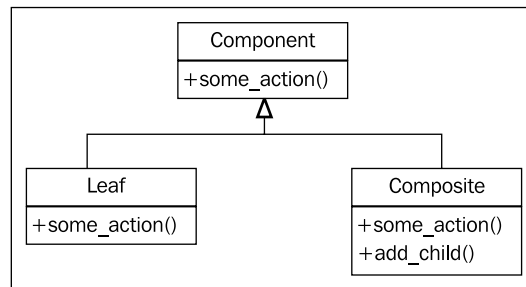 Component
+some_action()
Leaf
+some_action()
Composite
+some_action()
+add_child()